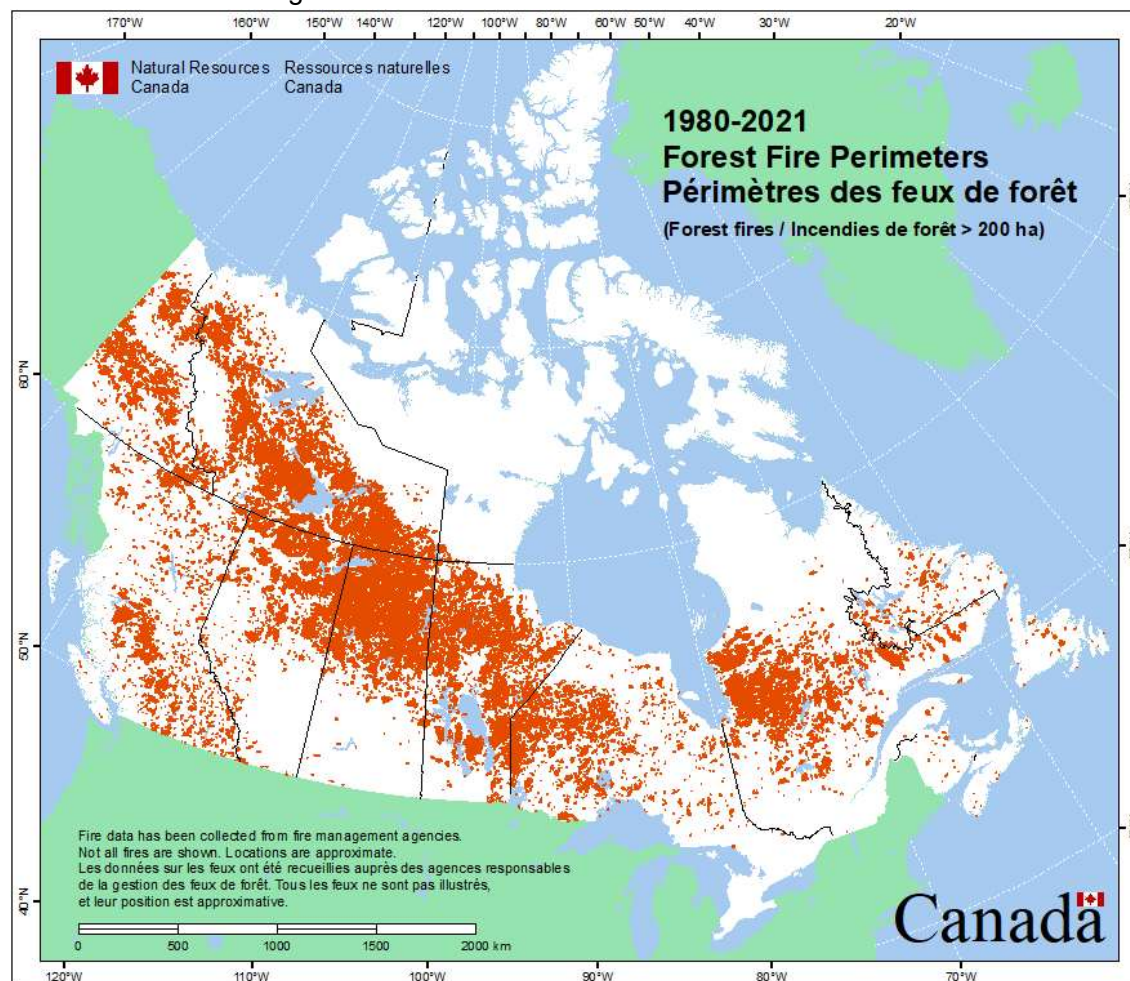 170°W 160°W 150°W 140°W 130°W 120°W 110°W 100°W 90°W 80°W 70°W 60°W 50°W 40°W 30°W 20°W
Natural Resources Ressources naturelles
Canada Canada
1980-2021
Forest Fire Perimeters
Périmètres des feux de forêt
(Forest fires / Incendies de forêt > 200 ha)
60°N
50°N
40°N
Fire data has been collected from fire management agencies.
Not all fires are shown. Locations are approximate.
Les données sur les feux ont été recueillies auprès des agences responsables
de la gestion des feux de forêt. Tous les feux ne sont pas illustrés,
et leur position est approximative.
0 500 1000 1500 2000 km
Canada
120°W 110°W 100°W 90°W 80°W 70°W